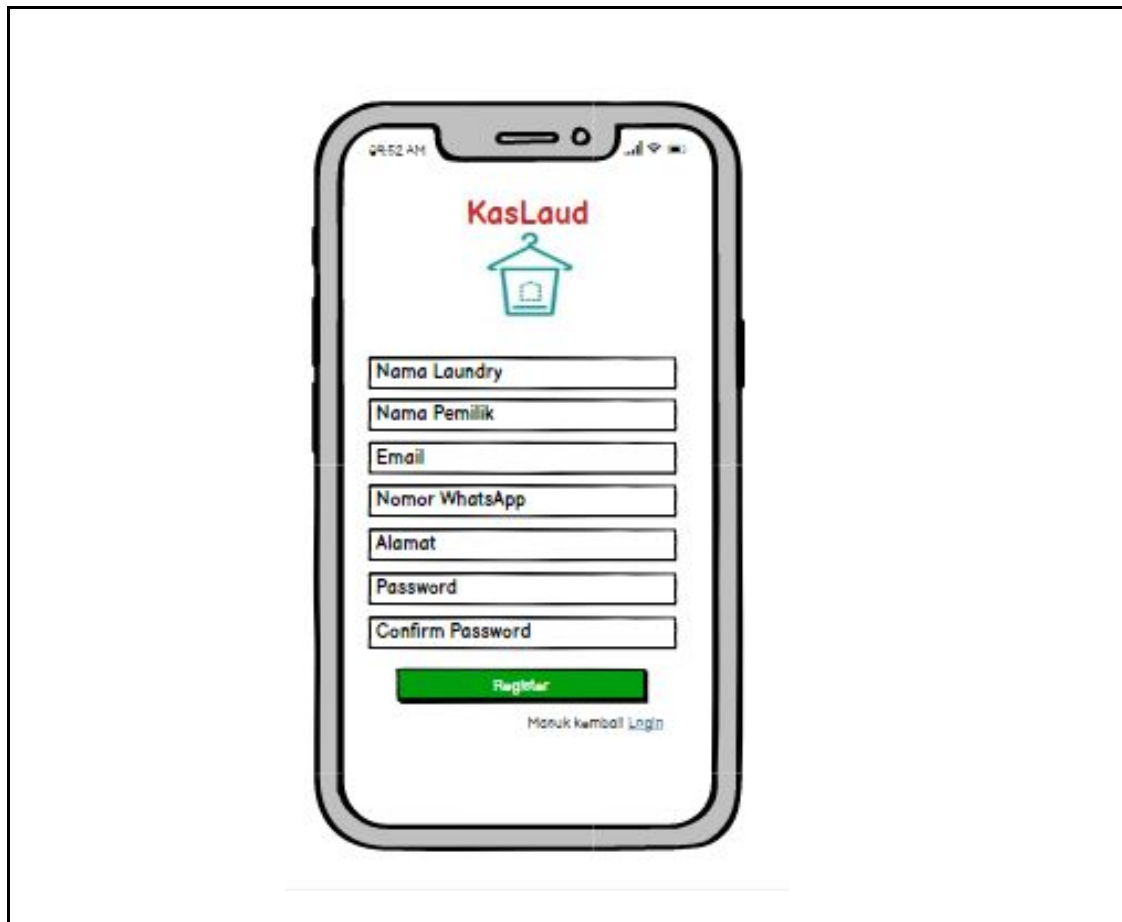 09:52 AM
KasLaud
Nama Laundry
Nama Pemilik
Email
Nomor WhatsApp
Alamat
Password
Confirm Password
Register
Masuk kembali Login